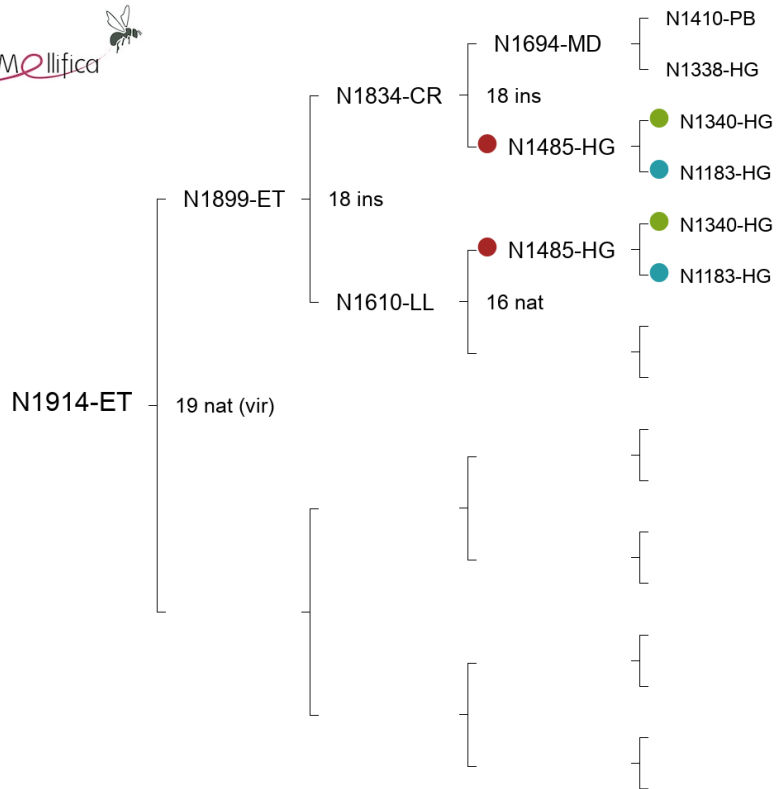 Mellifica
N1410-PB
N1694-MD
N1338-HG
N1834-CR
18 ins
N1340-HG
N1485-HG
N1183-HG
N1899-ET
18 ins
N1340-HG
N1485-HG
N1183-HG
N1610-LL
16 nat
N1914-ET
19 nat (vir)